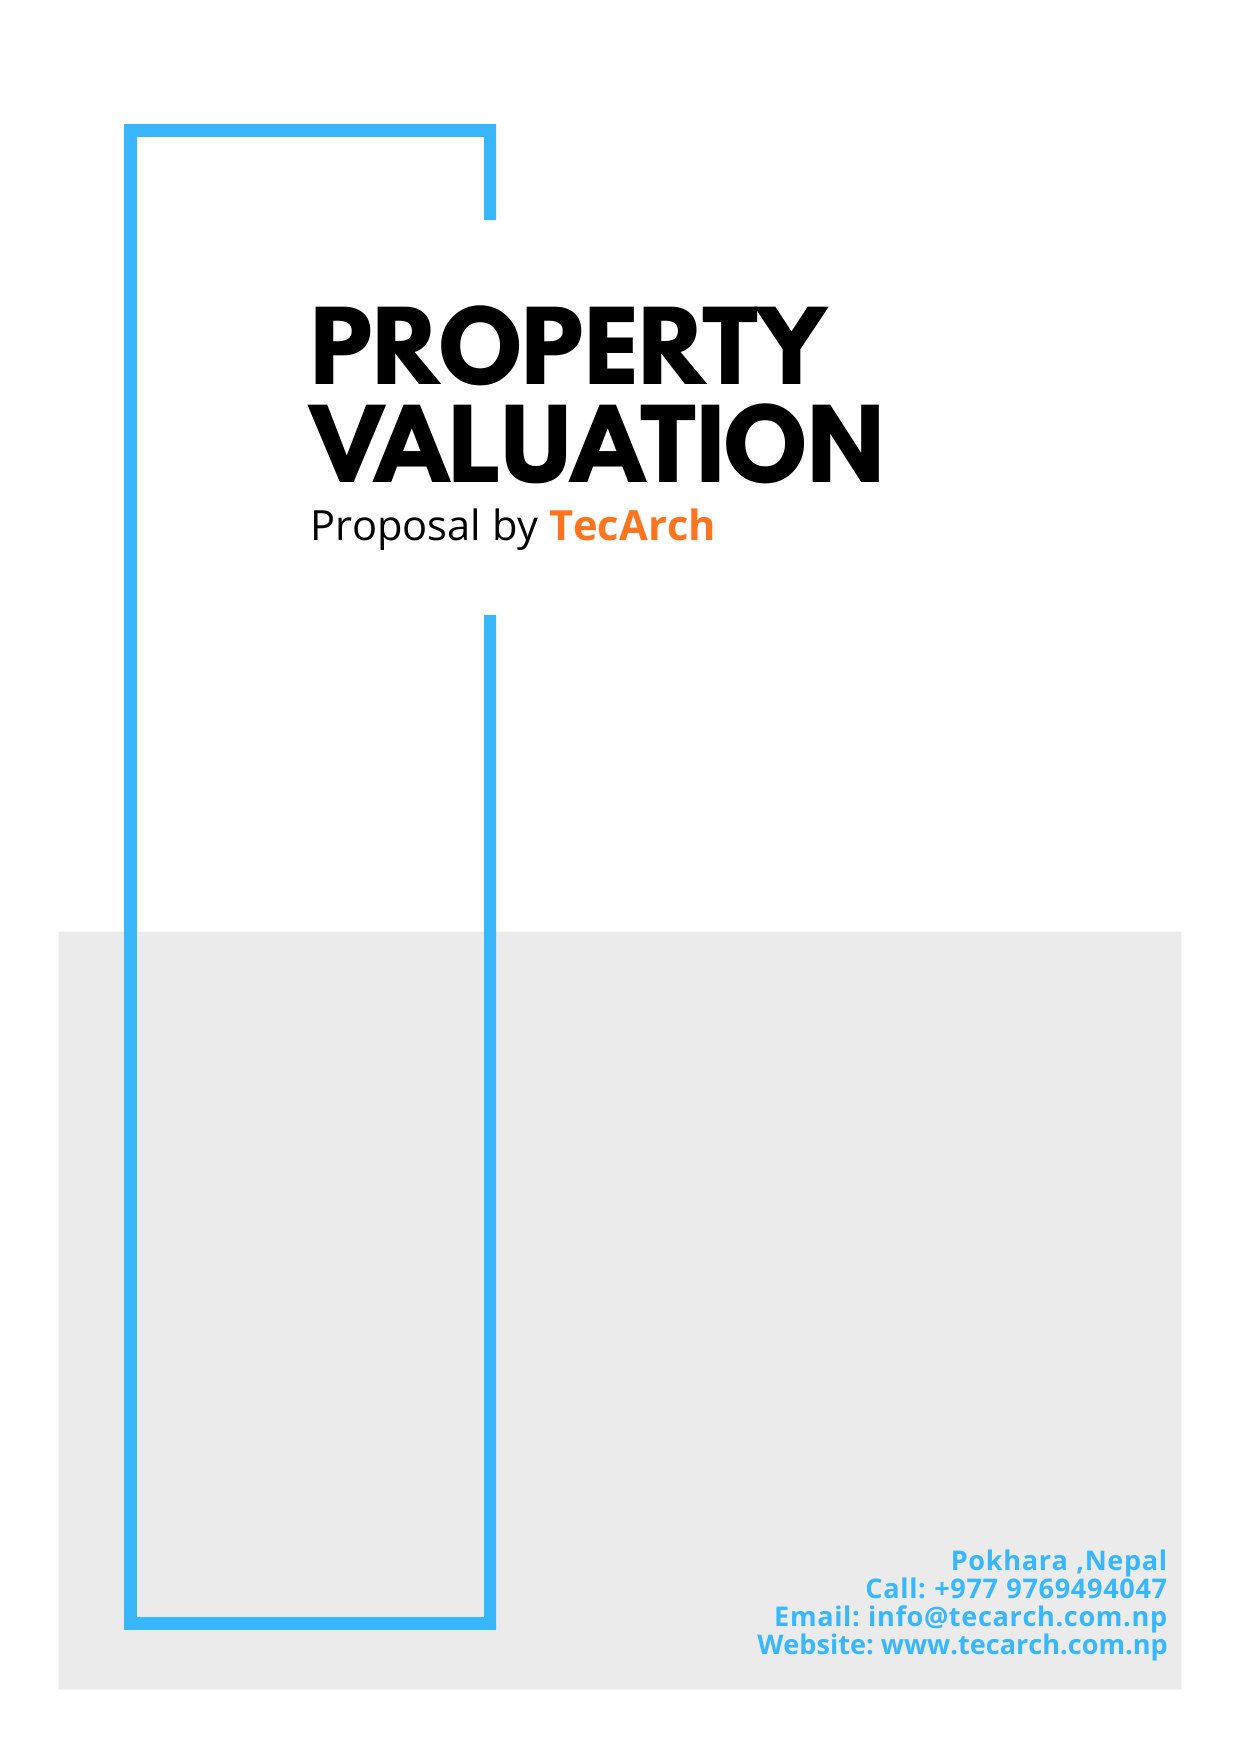 PROPERTY
VALUATION
Proposal by TecArch
Pokhara ,Nepal
Call: +977 9769494047
Email: info@tecarch.com.np
Website: www.tecarch.com.np